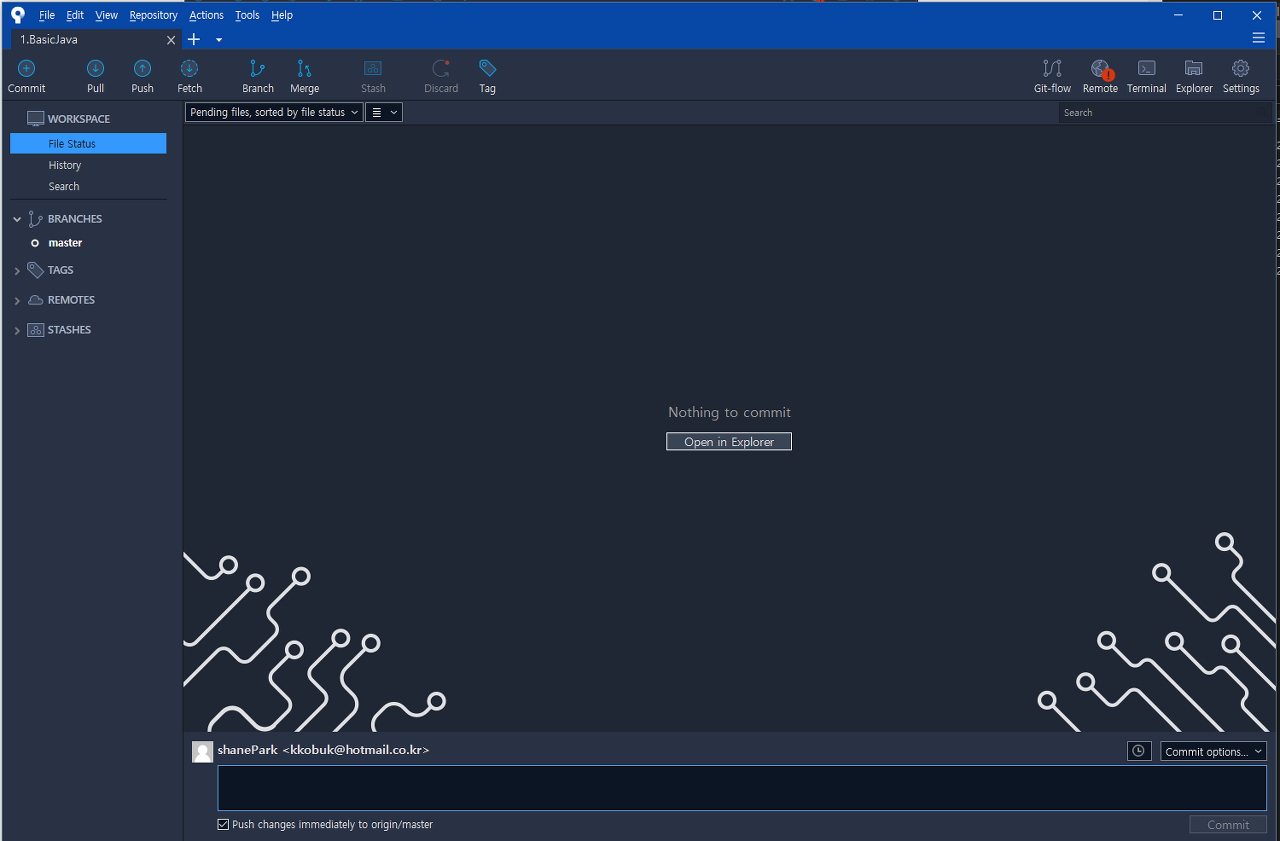 File Edit View Repository Actions Tools Help
1.BasicJava
Commit Pull Push Fetch Branch Merge Stash Discard Tag Git-flow Remote Terminal Explorer Settings
WORKSPACE
File Status
History
Search
BRANCHES
master
TAGS
REMOTES
STASHES
Pending files, sorted by file status
Search
Nothing to commit
Open in Explorer
shanePark <kkobuk@hotmail.co.kr>
Commit options...
Push changes immediately to origin/master
Commit